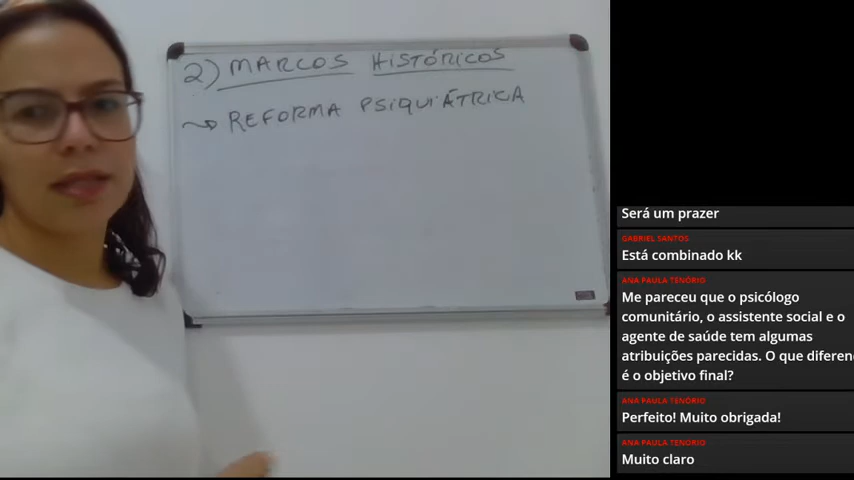 2) MARCOS HISTÓRICOS
~> REFORMA PSIQUIÁTRICA
Será um prazer
GABRIEL SANTOS
Está combinado kk
ANA PAULA TENÓRIO
Me pareceu que o psicólogo
comunitário, o assistente social e o
agente de saúde tem algumas
atribuições parecidas. O que diferen
é o objetivo final?
ANA PAULA TENÓRIO
Perfeito! Muito obrigada!
ANA PAULA TENÓRIO
Muito claro